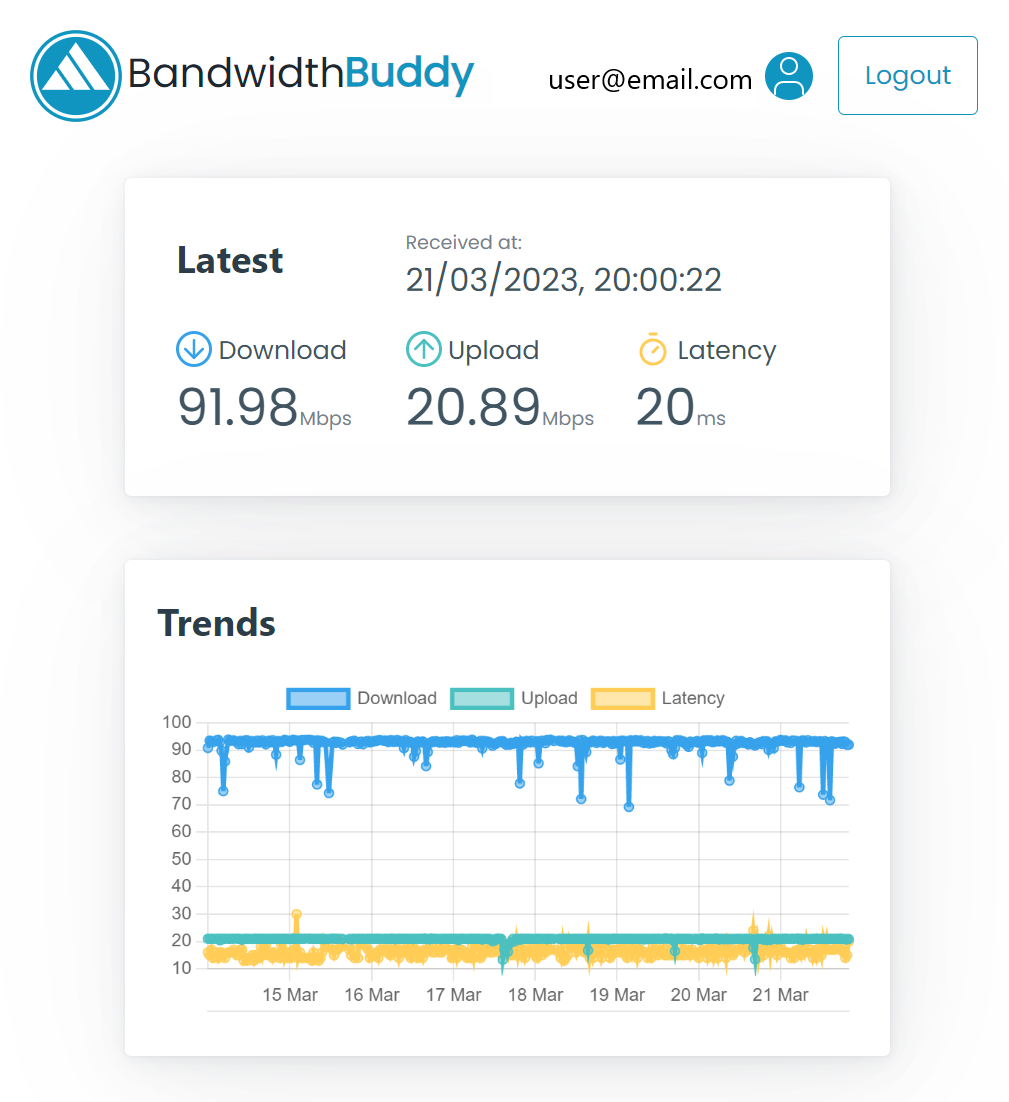 BandwidthBuddy
user@email.com
Logout
Latest
Received at:
21/03/2023, 20:00:22
Download
Upload
Latency
91.98Mbps
20.89Mbps
20ms
Trends
Download
Upload
Latency
100
90
80
70
60
50
40
30
20
10
15 Mar
16 Mar
17 Mar
18 Mar
19 Mar
20 Mar
21 Mar